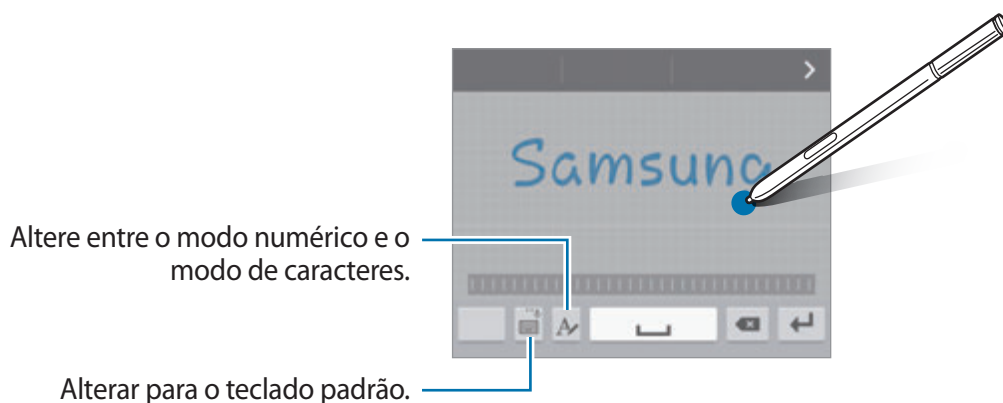 Samsung
Altere entre o modo numérico e o
modo de caracteres.
Alterar para o teclado padrão.